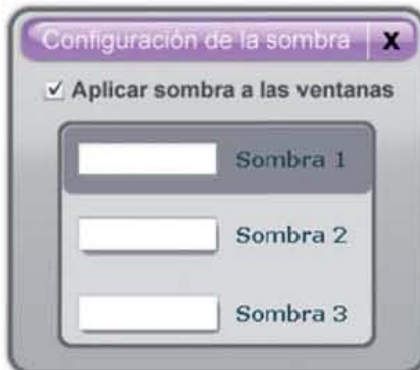 Configuración de la sombra X
Aplicar sombra a las ventanas
Sombra 1
Sombra 2
Sombra 3